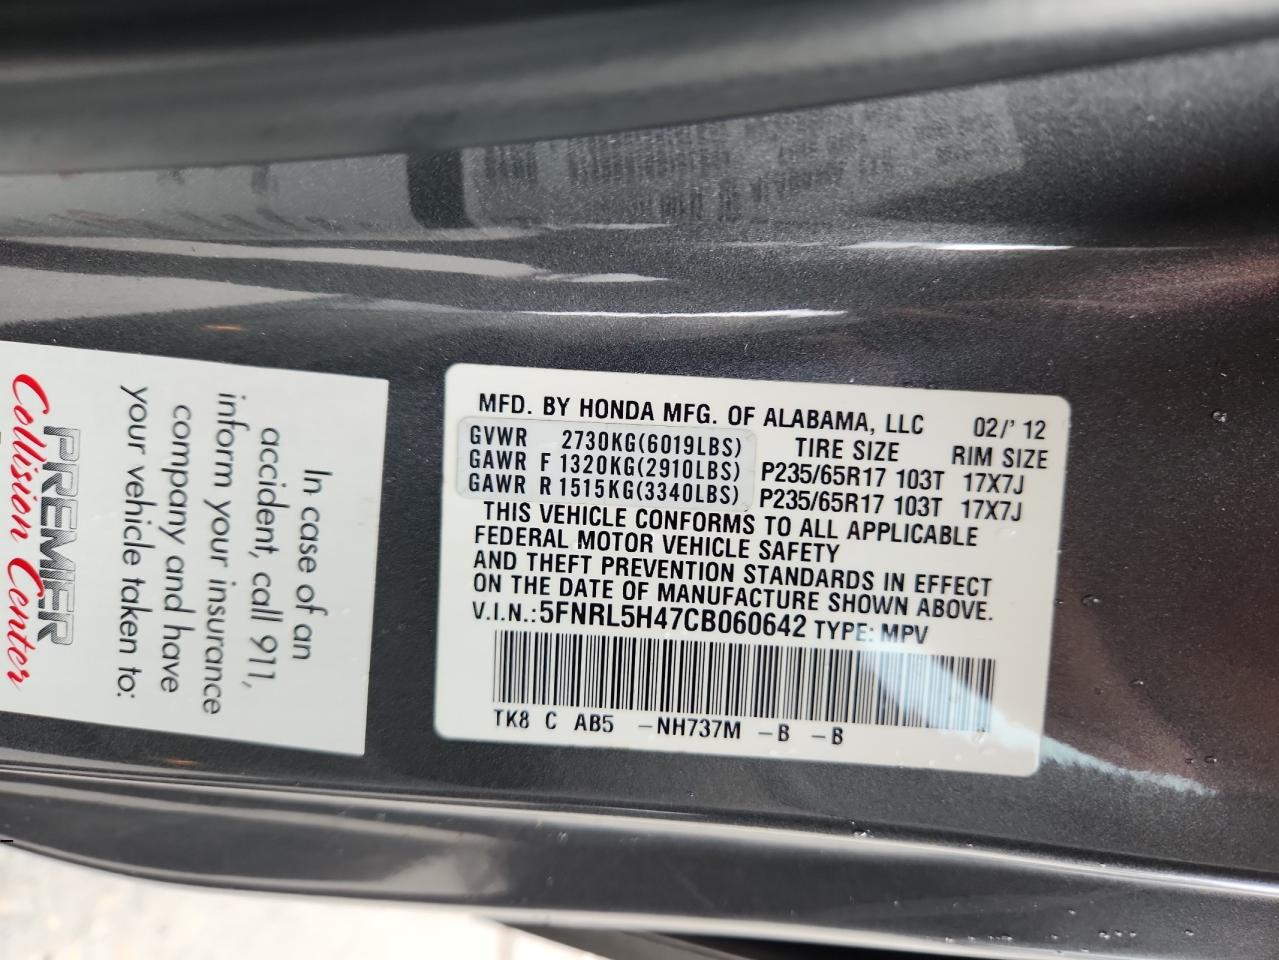 MFD. BY HONDA MFG. OF ALABAMA, LLC 02/' 12
GVWR 2730KG(6019LBS) TIRE SIZE RIM SIZE
GAWR F 1320KG(2910LBS) P235/65R17 103T 17X7J
GAWR R 1515KG(3340LBS) P235/65R17 103T 17X7J
THIS VEHICLE CONFORMS TO ALL APPLICABLE
FEDERAL MOTOR VEHICLE SAFETY
AND THEFT PREVENTION STANDARDS IN EFFECT
ON THE DATE OF MANUFACTURE SHOWN ABOVE.
V.I.N.: 5FNRL5H47CB060642 TYPE: MPV
TK8 C AB5 -NH737M -B -B
In case of an
accident, call 911,
inform your insurance
company and have
your vehicle taken to:
PREMIER
Collision Center